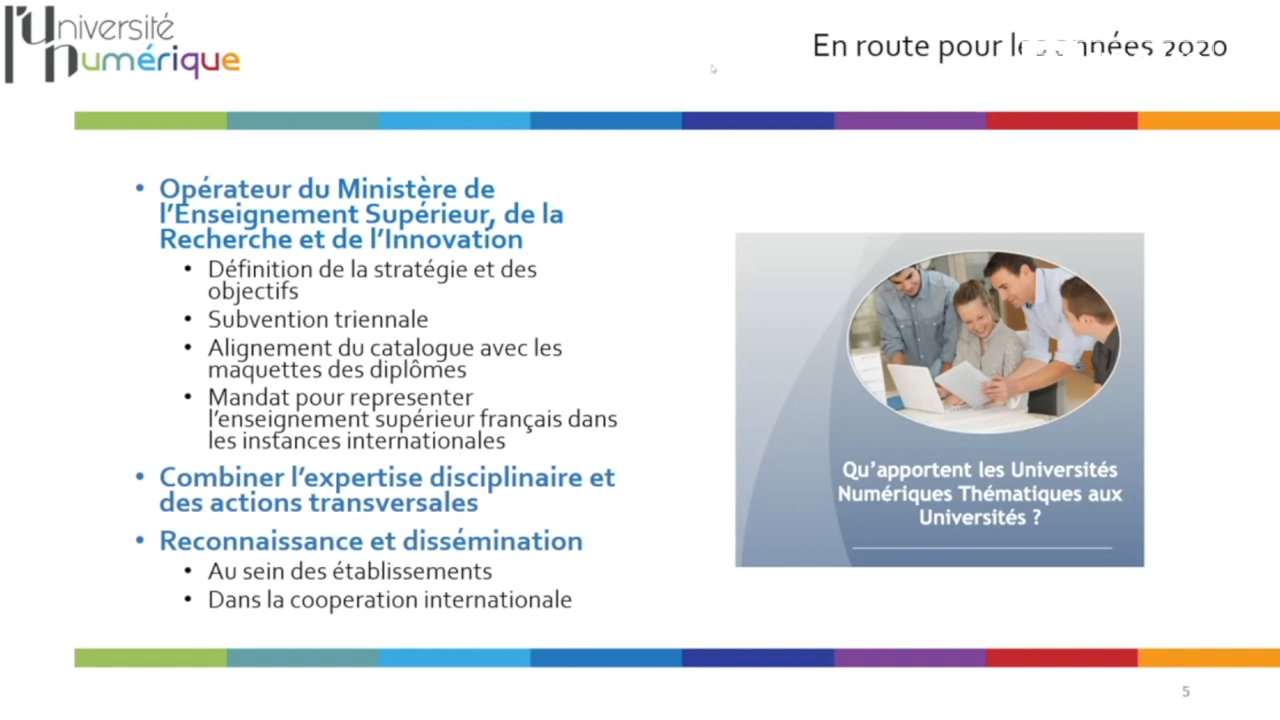 l'Université
numérique
En route pour les années 2020
• Opérateur du Ministère de
l'Enseignement Supérieur, de la
Recherche et de l'Innovation
• Définition de la stratégie et des
objectifs
• Subvention triennale
• Alignement du catalogue avec les
maquettes des diplômes
• Mandat pour representer
l'enseignement supérieur français dans
les instances internationales
• Combiner l'expertise disciplinaire et
des actions transversales
• Reconnaissance et dissémination
• Au sein des établissements
• Dans la cooperation internationale
Qu'apportent les Universités
Numériques Thématiques aux
Universités ?
5